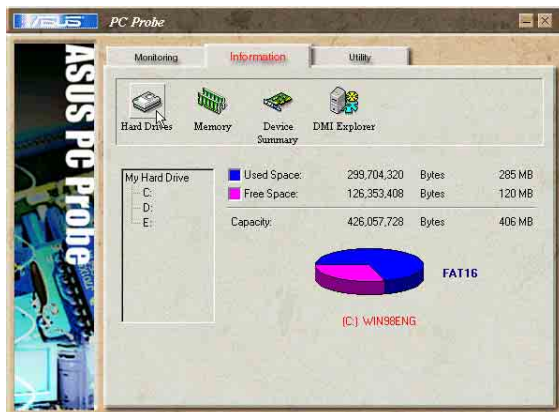 ASUS PC Probe
Monitoring Information Utility
Hard Drives Memory Device Summary DMI Explorer
My Hard Drive
C:
D:
E:
Used Space: 299,704,320 Bytes 285 MB
Free Space: 126,353,408 Bytes 120 MB
Capacity: 426,057,728 Bytes 406 MB
FAT16
(C:) WIN98ENG
ASUS PC Probe